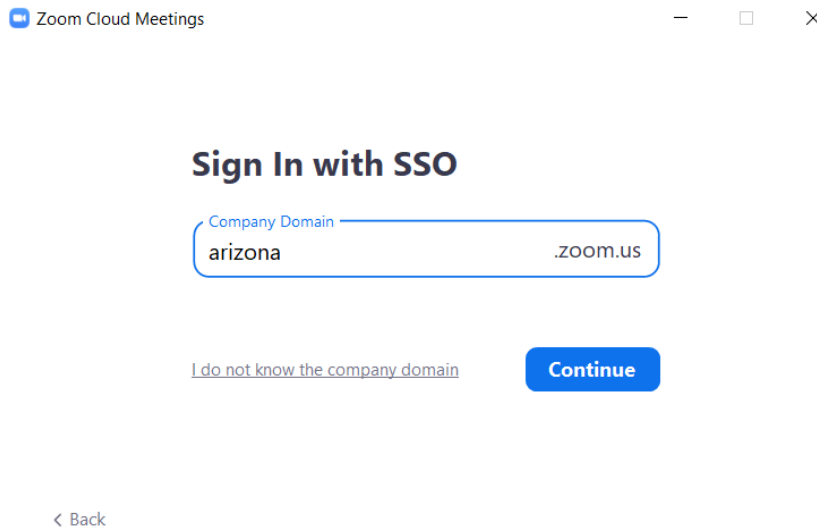 Zoom Cloud Meetings
Sign In with SSO
Company Domain
arizona .zoom.us
I do not know the company domain Continue
Back